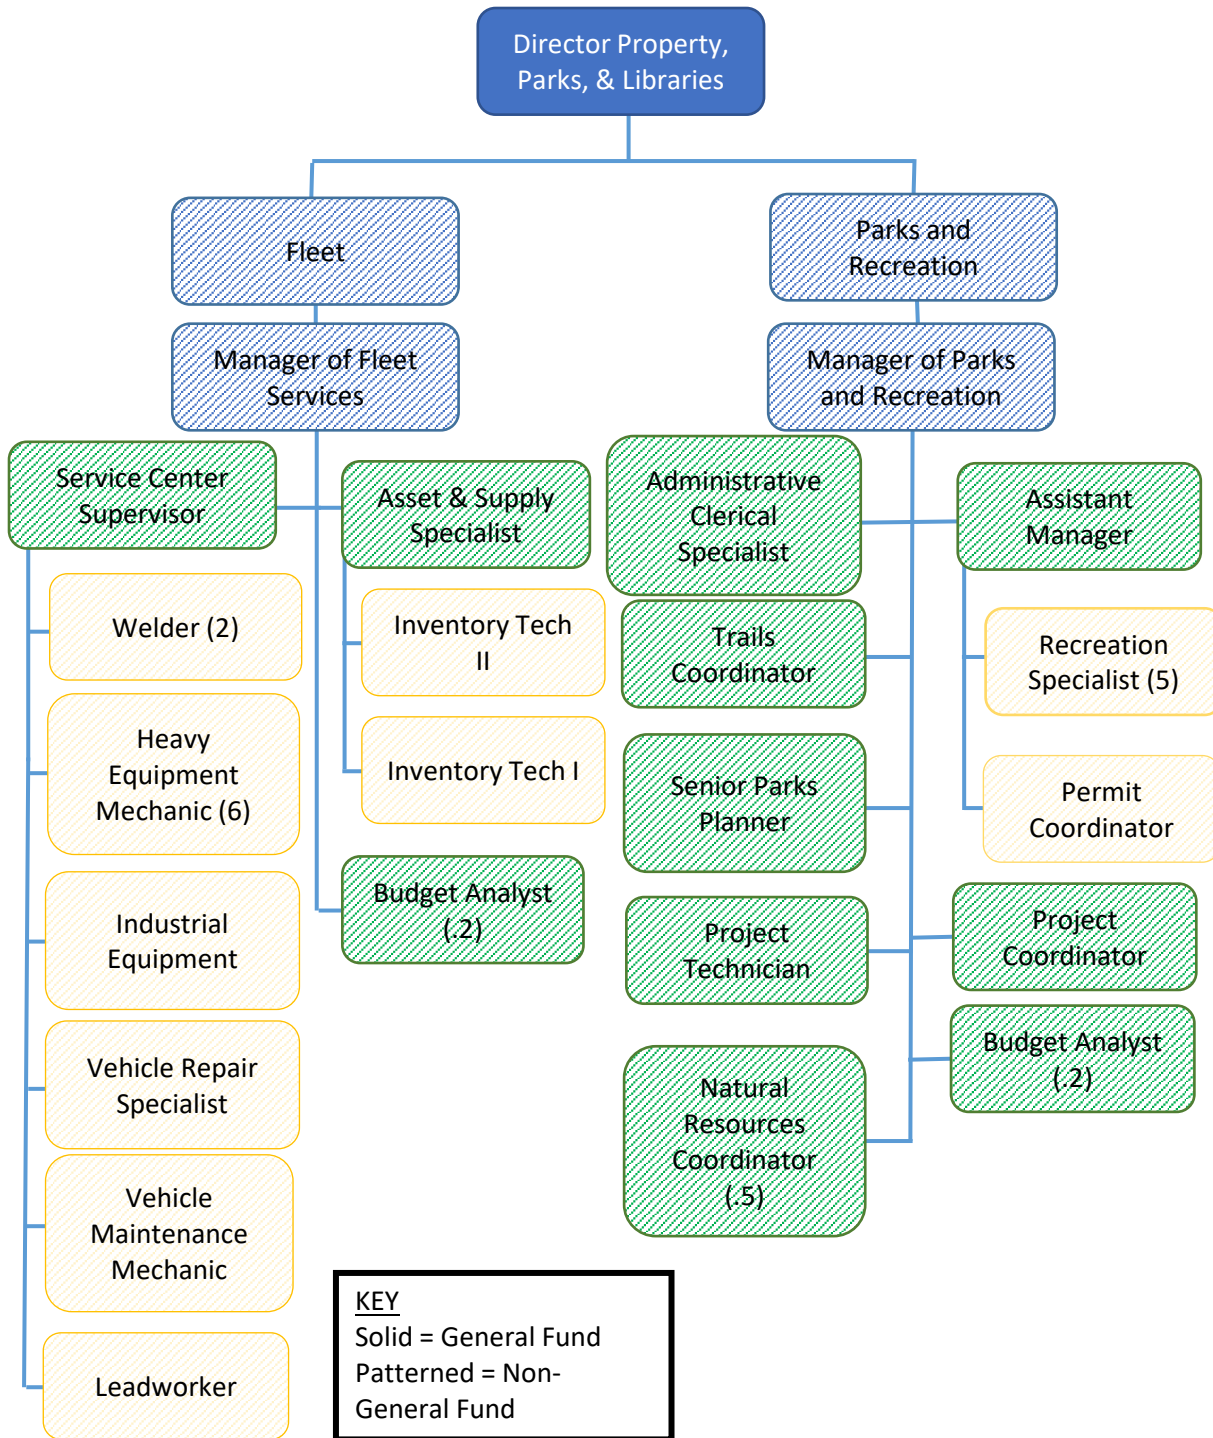 Director Property,
Parks, & Libraries
Fleet
Parks and
Recreation
Manager of Fleet
Services
Manager of Parks
and Recreation
Service Center
Supervisor
Asset & Supply
Specialist
Administrative
Clerical
Specialist
Assistant
Manager
Welder (2)
Inventory Tech
II
Trails
Coordinator
Recreation
Specialist (5)
Heavy
Equipment
Mechanic (6)
Inventory Tech I
Senior Parks
Planner
Permit
Coordinator
Industrial
Equipment
Budget Analyst
(.2)
Project
Technician
Project
Coordinator
Vehicle Repair
Specialist
Natural
Resources
Coordinator
(.5)
Budget Analyst
(.2)
Vehicle
Maintenance
Mechanic
Leadworker
KEY
Solid = General Fund
Patterned = Non-
General Fund